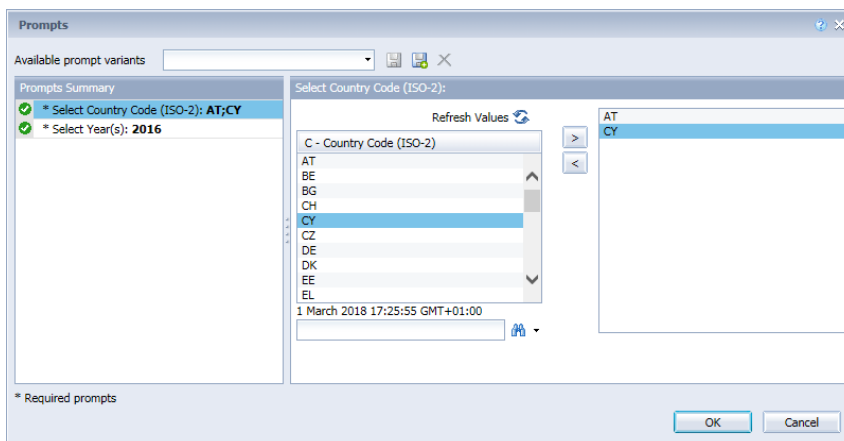 Prompts
Available prompt variants
Prompts Summary
* Select Country Code (ISO-2): AT;CY
* Select Year(s): 2016
Select Country Code (ISO-2):
Refresh Values
C - Country Code (ISO-2)
AT
BE
BG
CH
CY
CZ
DE
DK
EE
EL
1 March 2018 17:25:55 GMT+01:00
>
<
AT
CY
* Required prompts
OK
Cancel